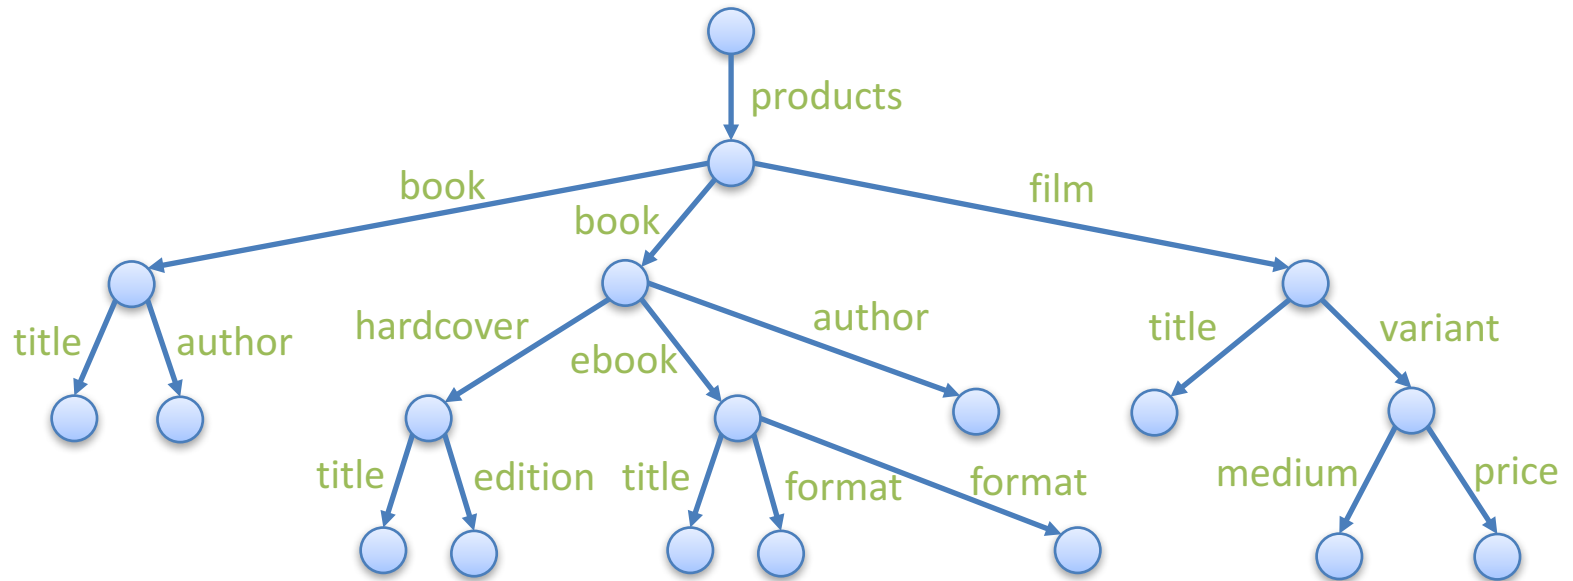 products
book
book
film
title
author
hardcover
ebook
author
title
variant
title
edition
title
format
format
medium
price